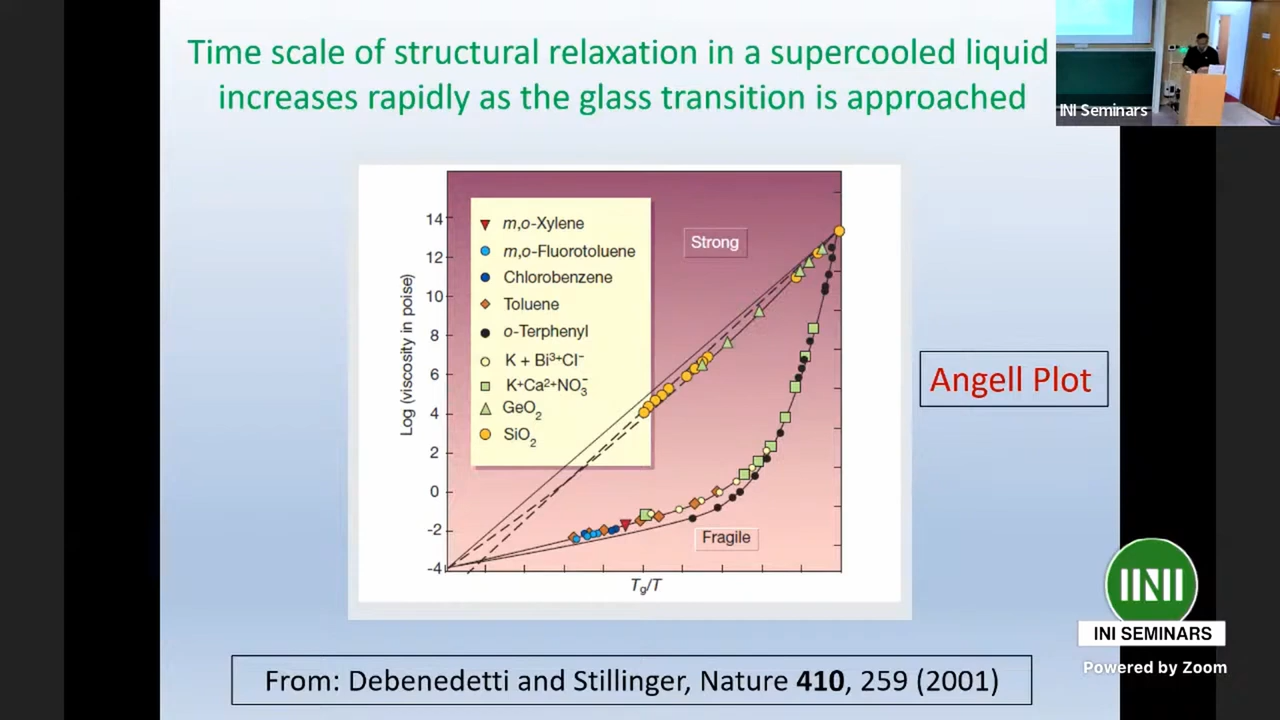 Time scale of structural relaxation in a supercooled liquid
increases rapidly as the glass transition is approached
INI Seminars
14
12
10
8
6
4
2
0
-2
-4
Log (viscosity in poise)
m,o-Xylene
m,o-Fluorotoluene
Chlorobenzene
Toluene
o-Terphenyl
K + Bi³⁺Cl⁻
K⁺Ca²⁺NO₃⁻
GeO₂
SiO₂
Strong
Fragile
Tg/T
Angell Plot
INI SEMINARS
Powered by Zoom
From: Debenedetti and Stillinger, Nature 410, 259 (2001)